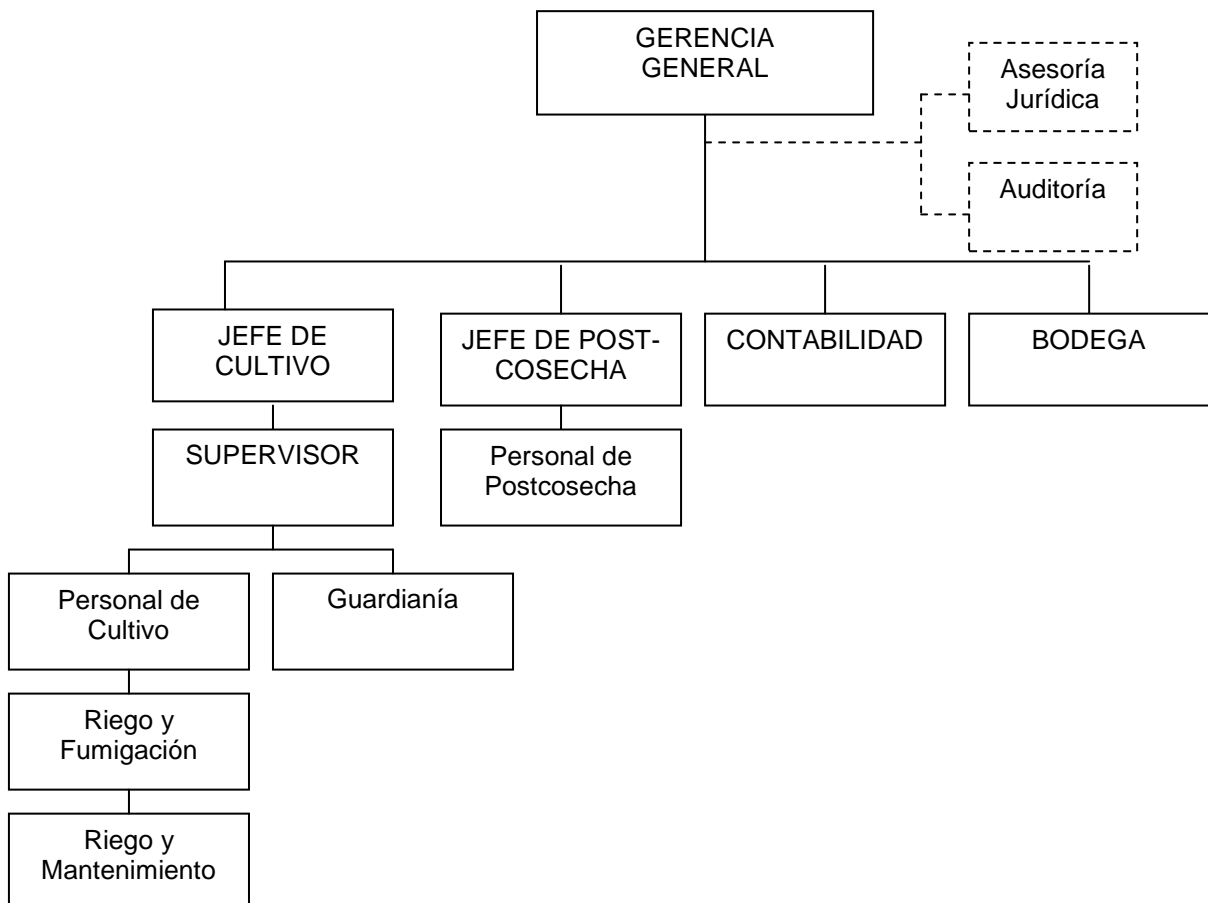 GERENCIA
GENERAL
Asesoría
Jurídica
Auditoría
JEFE DE
CULTIVO
JEFE DE POST-
COSECHA
CONTABILIDAD
BODEGA
SUPERVISOR
Personal de
Postcosecha
Personal de
Cultivo
Guardianía
Riego y
Fumigación
Riego y
Mantenimiento